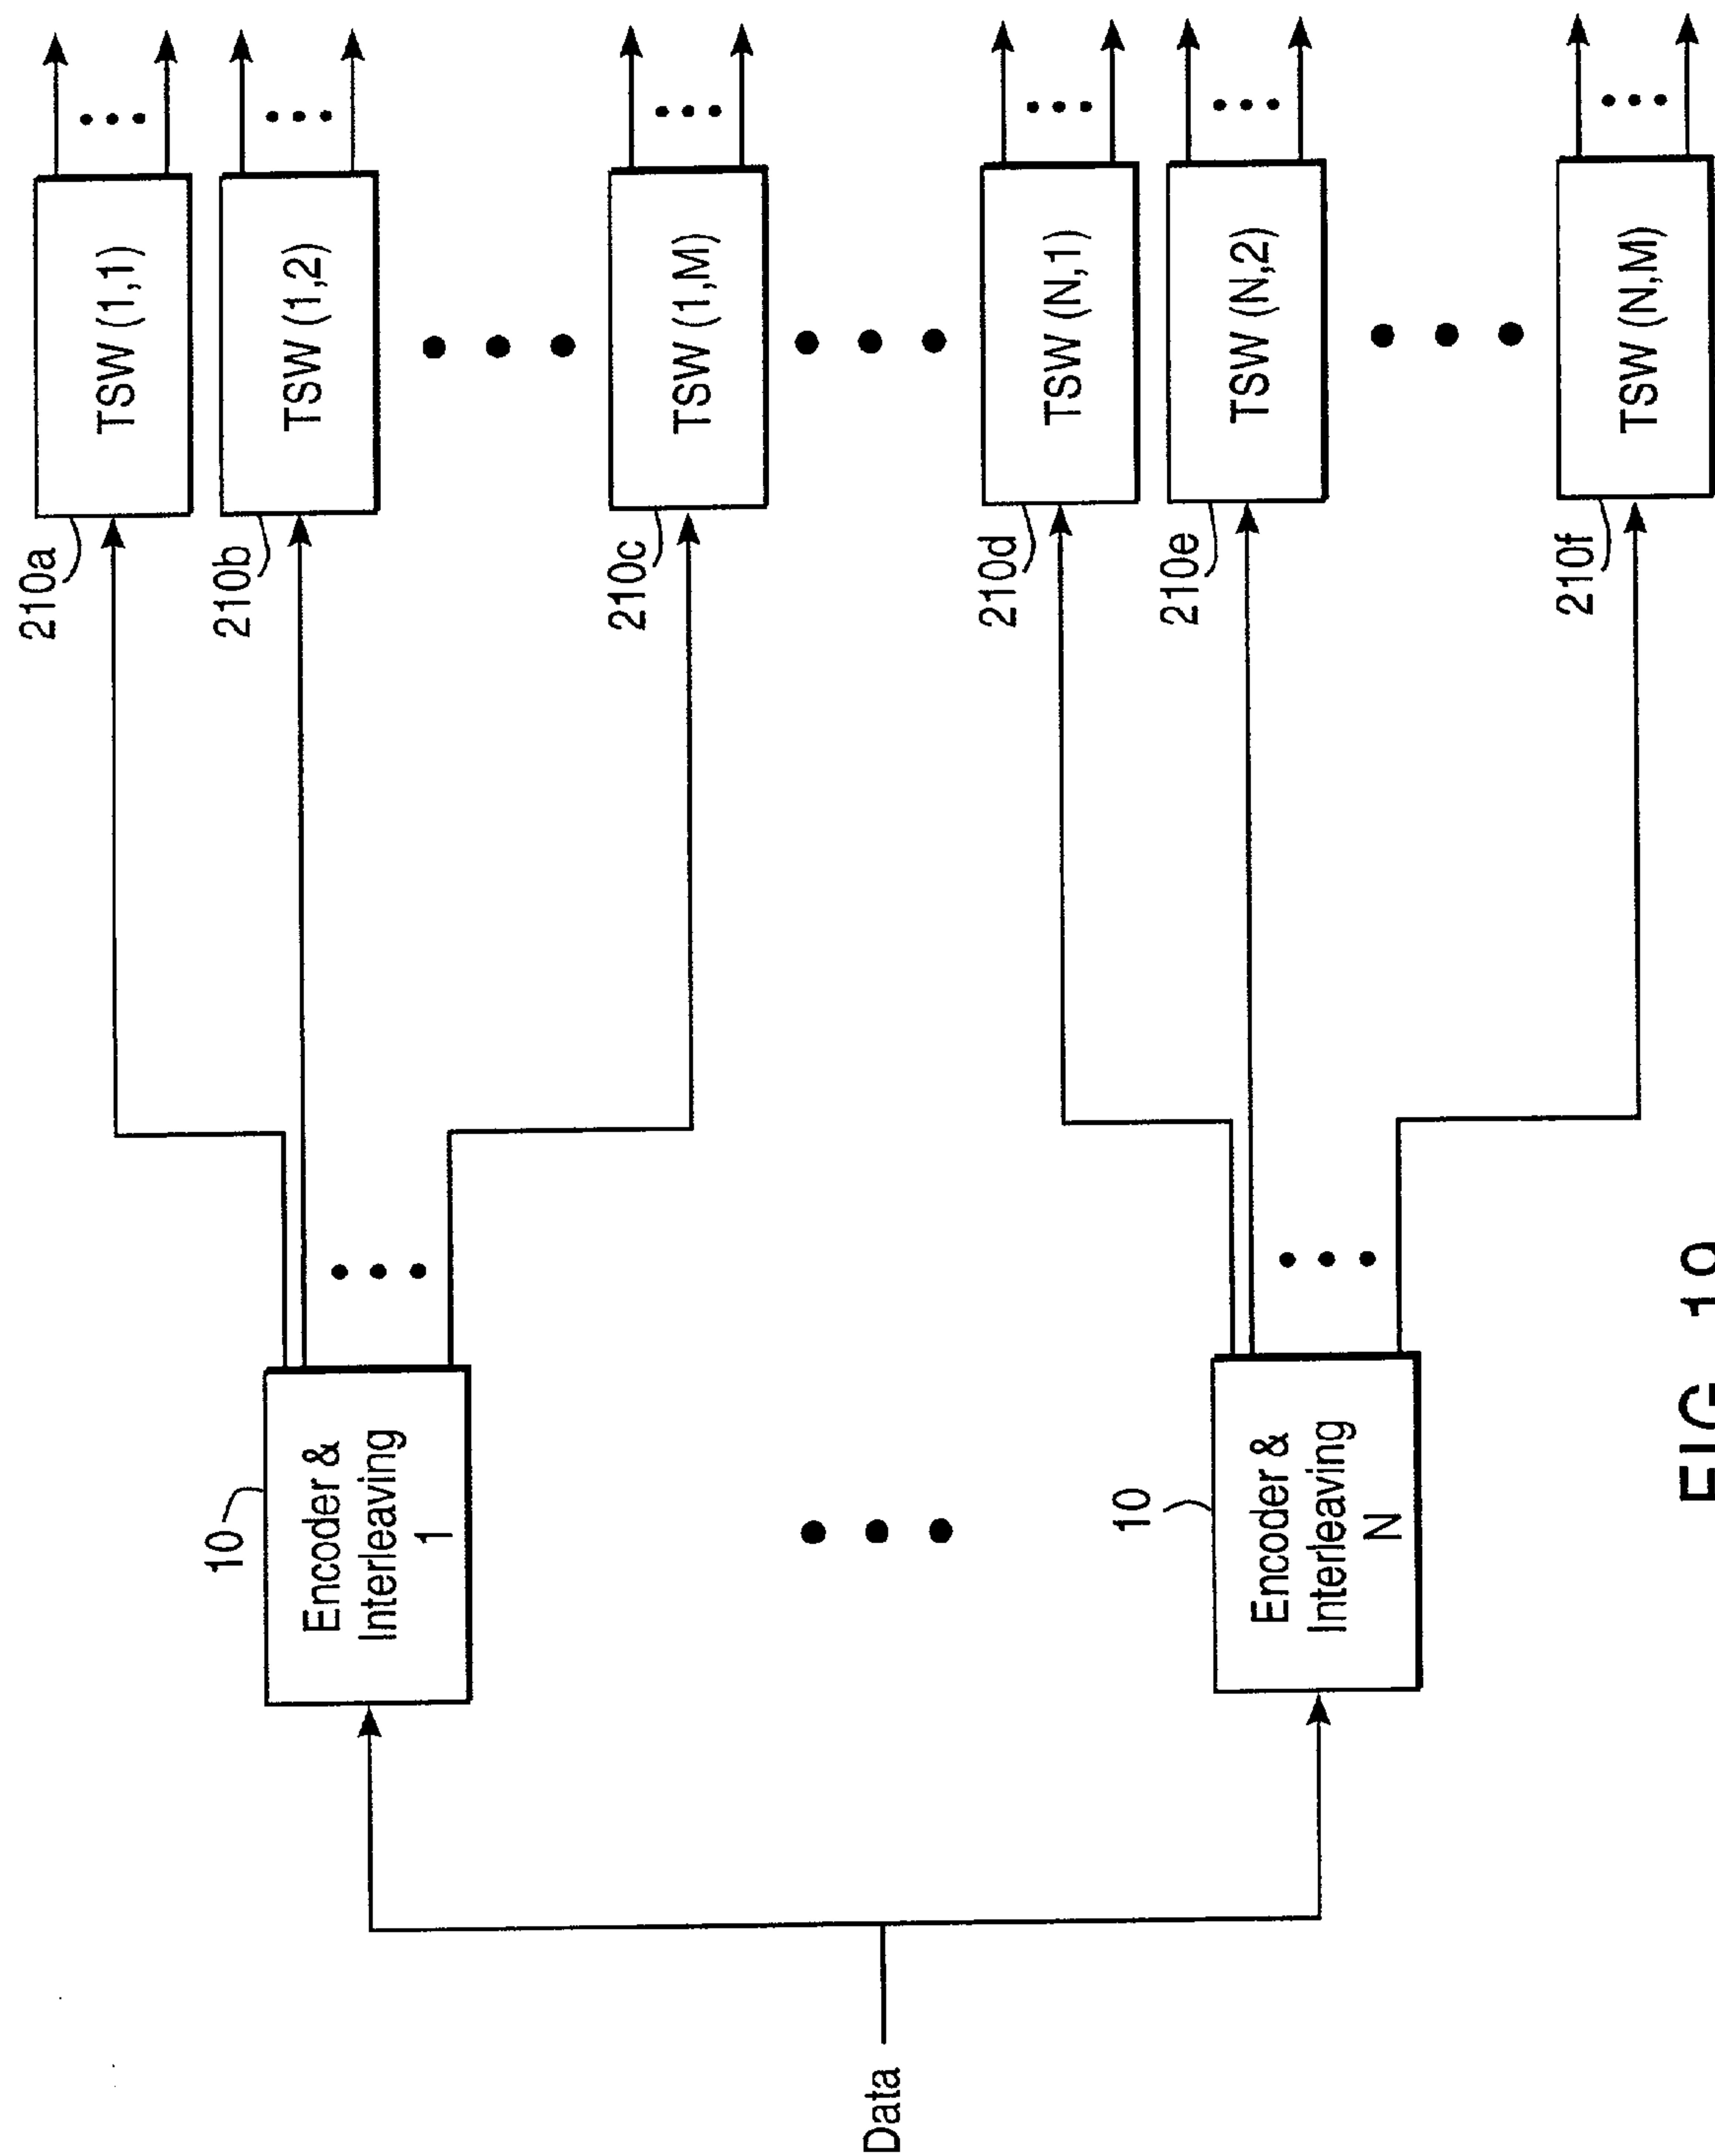 Data
10
Encoder &
Interleaving
1
10
Encoder &
Interleaving
N
210a
TSW (1,1)
210b
TSW (1,2)
210c
TSW (1,M)
210d
TSW (N,1)
210e
TSW (N,2)
210f
TSW (N,M)
FIG